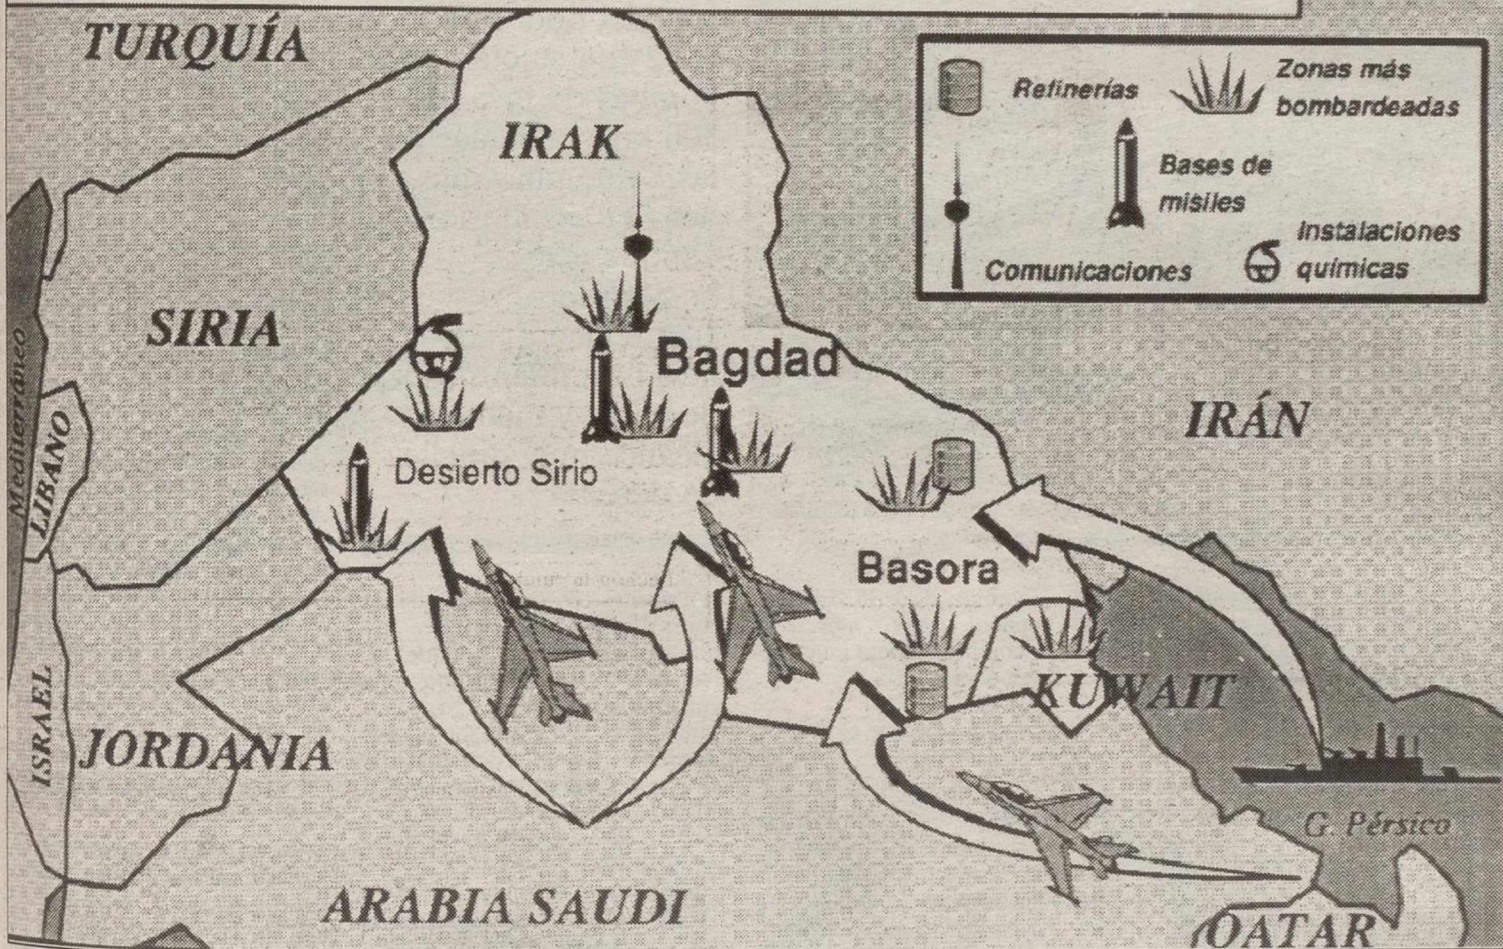 TURQUÍA
IRAK
SIRIA
Mediterráneo
LIBANO
Bagdad
IRÁN
Desierto Sirio
Basora
KUWAIT
ISRAEL
JORDANIA
G. Pérsico
ARABIA SAUDI
QATAR
Refinerías
Zonas más
bombardeadas
Bases de
misiles
Comunicaciones
Instalaciones
químicas